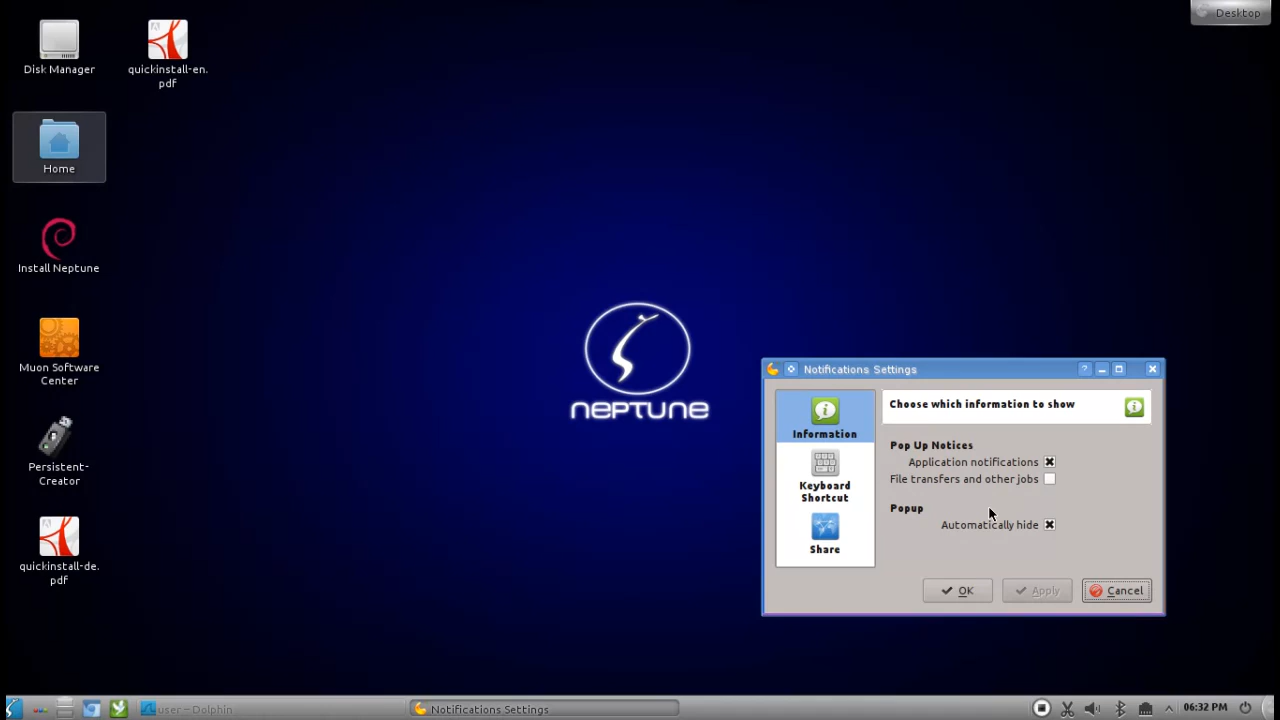 Desktop
Disk Manager
quickinstall-en.
pdf
Home
Install Neptune
Muon Software
Center
Persistent-
Creator
quickinstall-de.
pdf
NEPTUNE
Notifications Settings
?
Information
Keyboard
Shortcut
Share
Choose which information to show
Pop Up Notices
Application notifications
File transfers and other jobs
Popup
Automatically hide
OK
Apply
Cancel
user – Dolphin
Notifications Settings
06:32 PM